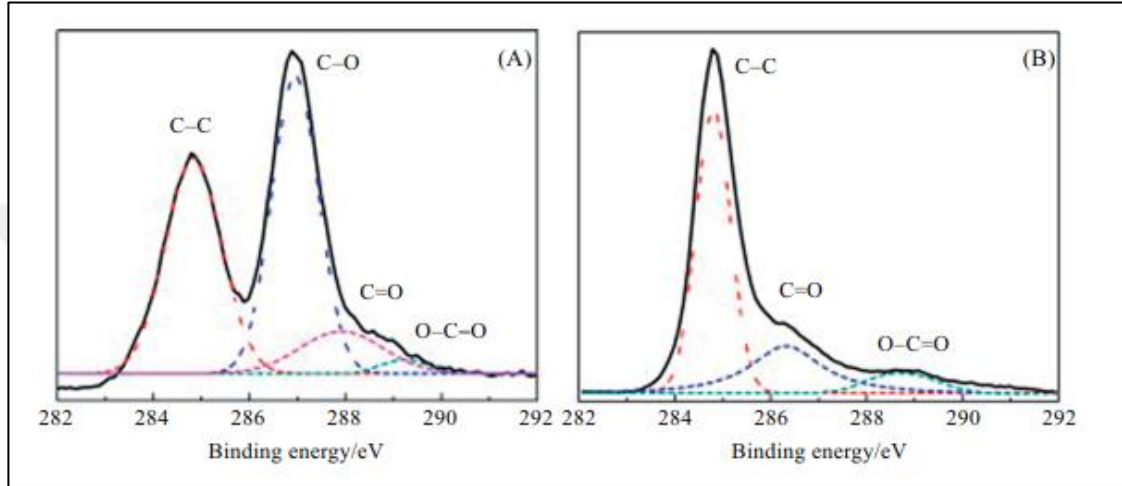 (A)
C–O
C–C
C=O
O–C=O
282 284 286 288 290 292
Binding energy/eV
(B)
C–C
C=O
O–C=O
282 284 286 288 290 292
Binding energy/eV